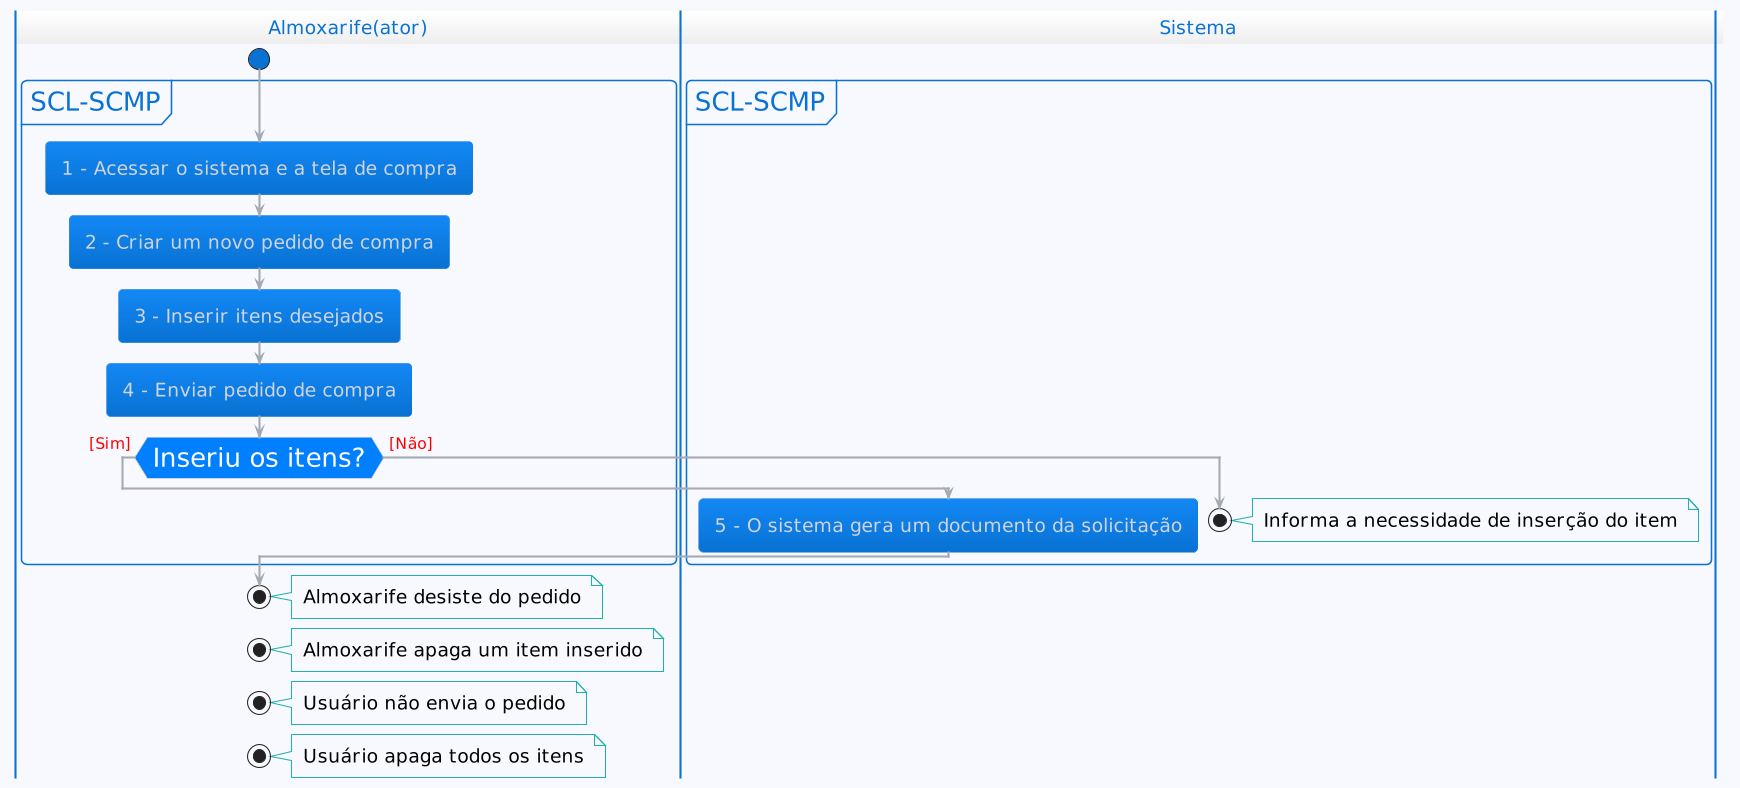 Almoxarife(ator)
Sistema
SCL-SCMP
SCL-SCMP
1 - Acessar o sistema e a tela de compra
2 - Criar um novo pedido de compra
3 - Inserir itens desejados
4 - Enviar pedido de compra
[Sim]
Inseriu os itens?
[Não]
5 - O sistema gera um documento da solicitação
Informa a necessidade de inserção do item
Almoxarife desiste do pedido
Almoxarife apaga um item inserido
Usuário não envia o pedido
Usuário apaga todos os itens